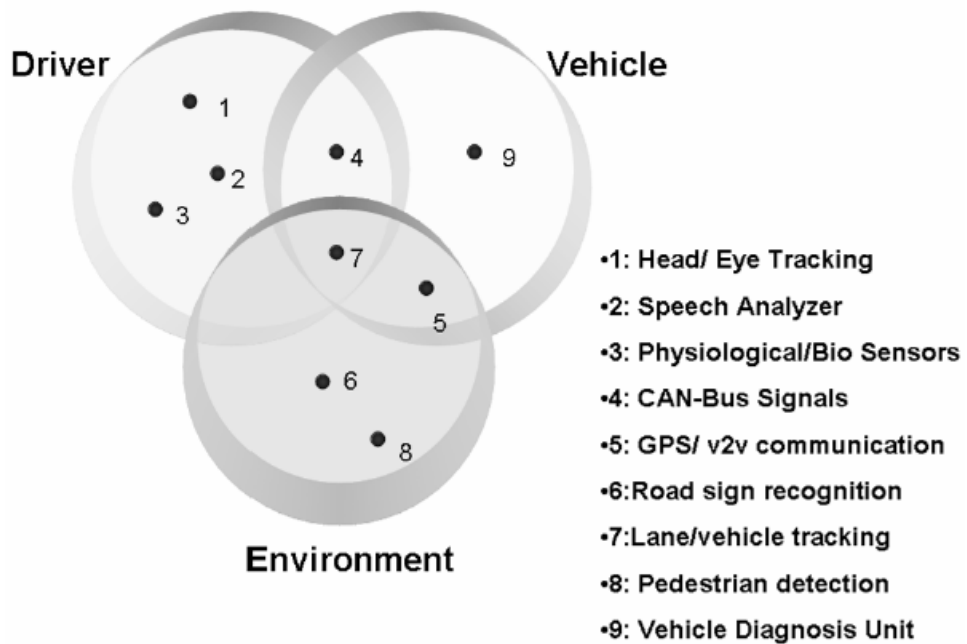 Driver
Vehicle
1
2
3
4
9
7
5
6
8
Environment
•1: Head/ Eye Tracking
•2: Speech Analyzer
•3: Physiological/Bio Sensors
•4: CAN-Bus Signals
•5: GPS/ v2v communication
•6:Road sign recognition
•7:Lane/vehicle tracking
•8: Pedestrian detection
•9: Vehicle Diagnosis Unit